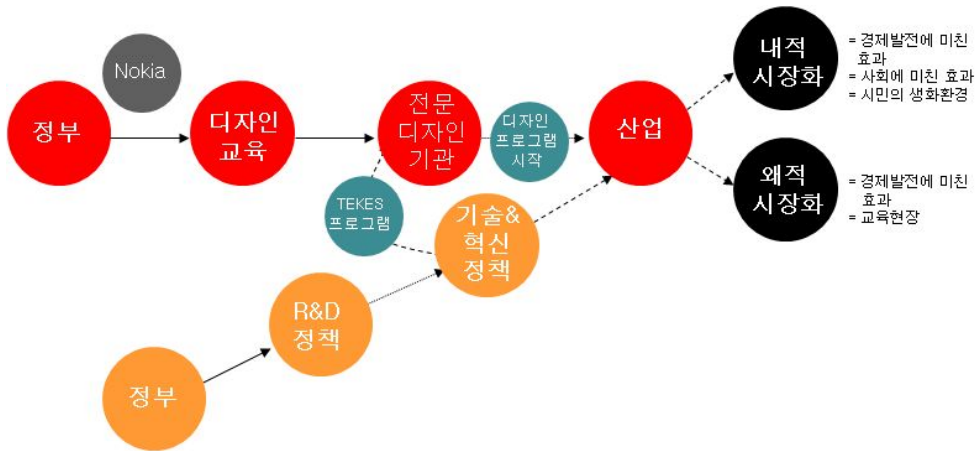 Nokia
정부
디자인
교육
전문
디자인
기관
디자인
프로그램
시작
산업
내적
시장화
= 경제발전에 미친
효과
= 사회에 미친 효과
= 시민의 생화환경
왜적
시장화
= 경제발전에 미친
효과
= 교육현장
TEKES
프로그램
기술&
혁신
정책
R&D
정책
정부